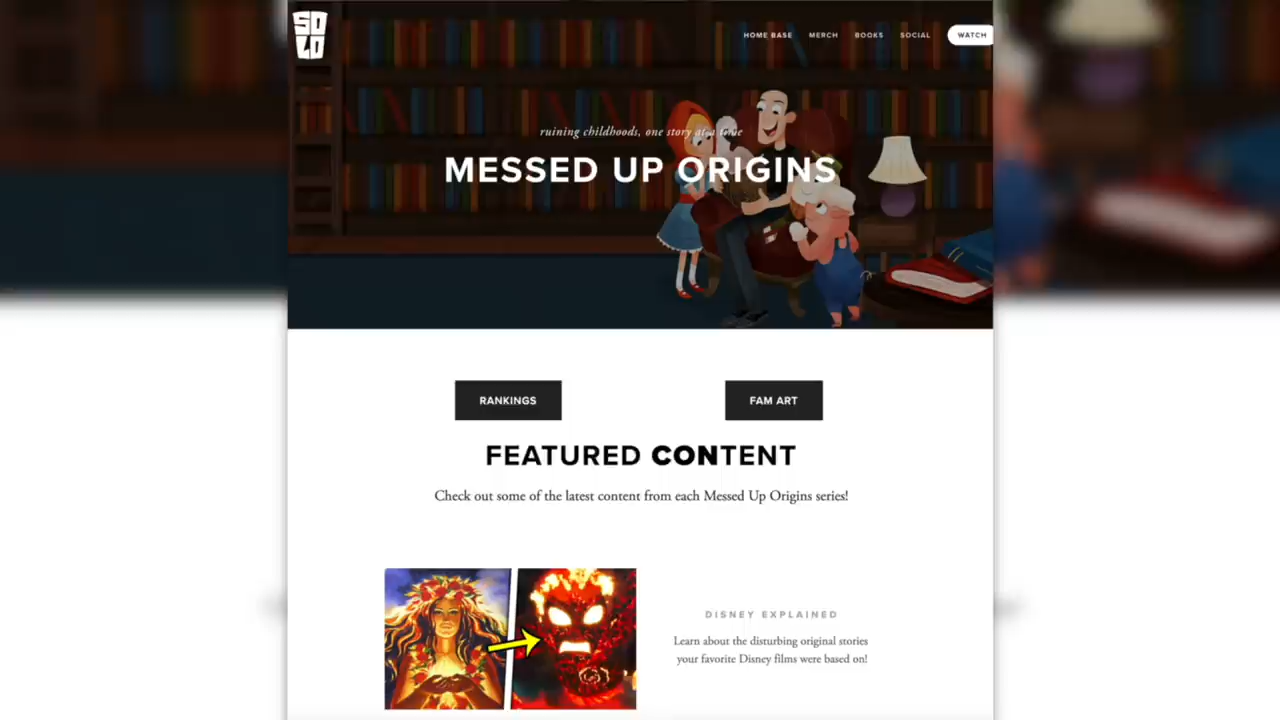 SO
LO
HOME BASE MERCH BOOKS SOCIAL WATCH
ruining childhoods, one story at a time
MESSED UP ORIGINS
RANKINGS FAM ART
FEATURED CONTENT
Check out some of the latest content from each Messed Up Origins series!
DISNEY EXPLAINED
Learn about the disturbing original stories
your favorite Disney films were based on!